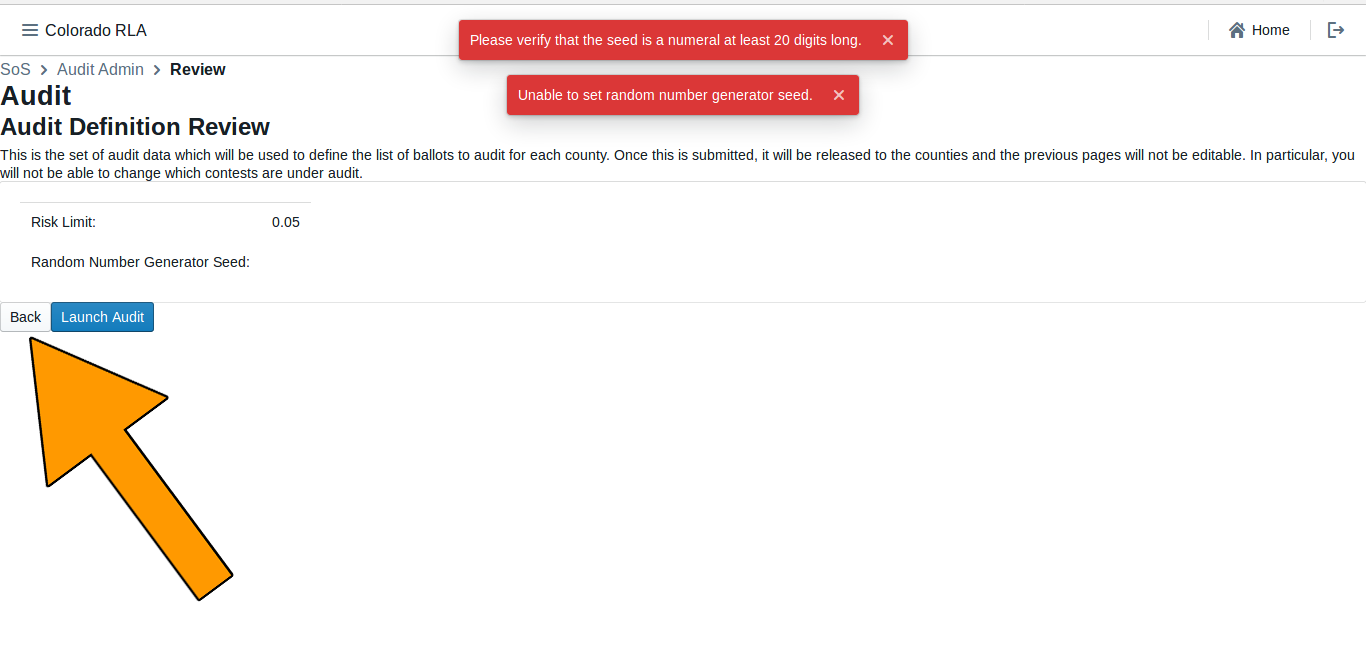 Colorado RLA
Please verify that the seed is a numeral at least 20 digits long.
Home
SoS > Audit Admin > Review
Unable to set random number generator seed.
Audit
Audit Definition Review
This is the set of audit data which will be used to define the list of ballots to audit for each county. Once this is submitted, it will be released to the counties and the previous pages will not be editable. In particular, you
will not be able to change which contests are under audit.
Risk Limit: 0.05
Random Number Generator Seed:
Back Launch Audit